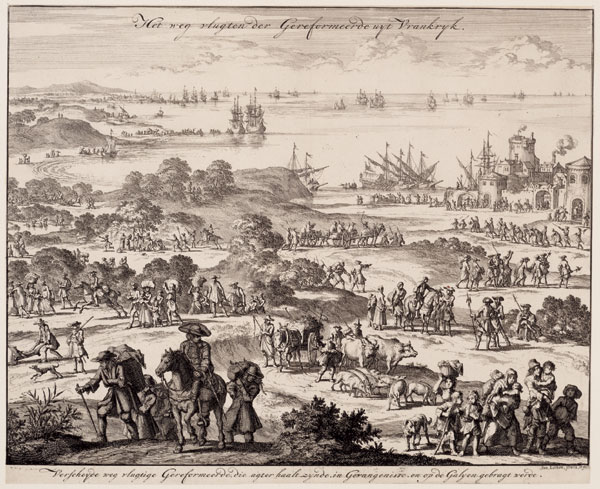 Het weg vlugten der Gereformeerde uyt Vrankryk.
Verscheyde weg vlugtige Gereformeerde, die agter haalt zynde, in Gevangenisse, en op de Galyen gebragt werde.